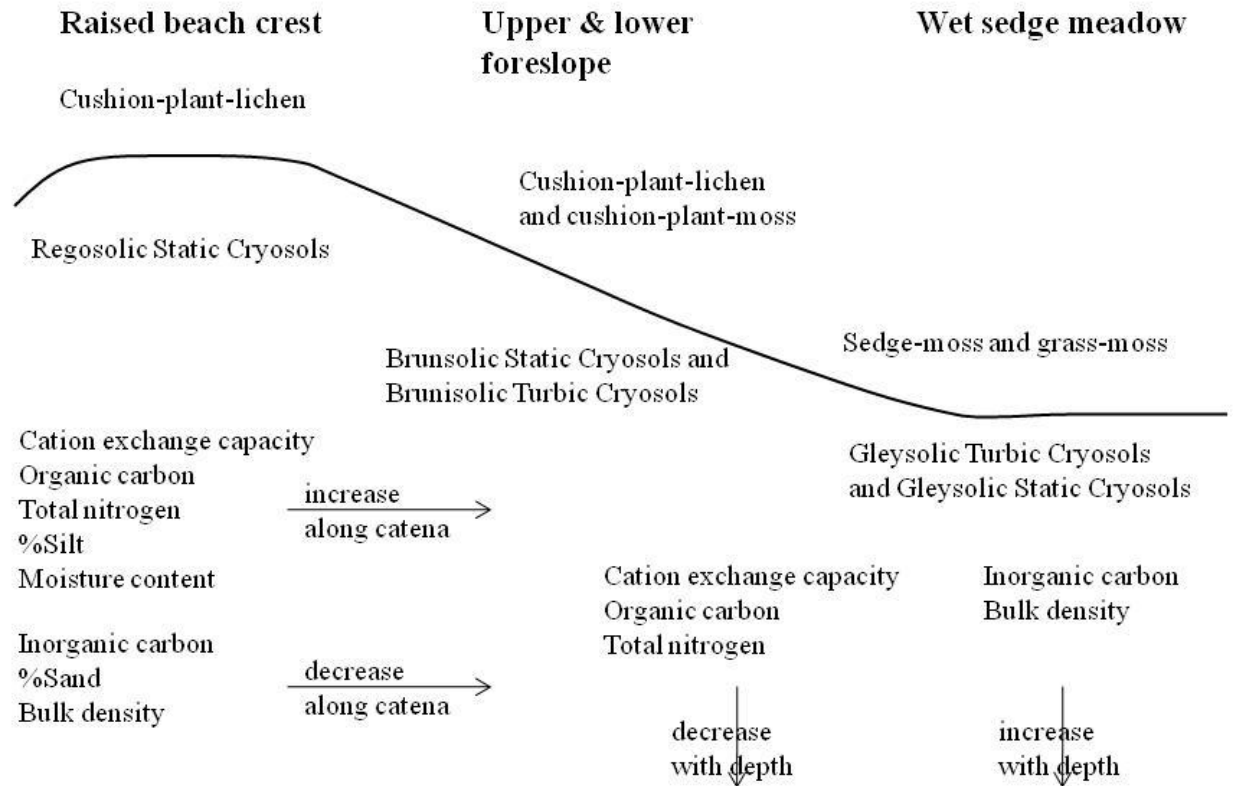 Raised beach crest
Upper & lower
foreslope
Wet sedge meadow
Cushion-plant-lichen
Cushion-plant-lichen
and cushion-plant-moss
Regosolic Static Cryosols
Sedge-moss and grass-moss
Brunsolic Static Cryosols and
Brunisolic Turbic Cryosols
Gleysolic Turbic Cryosols
and Gleysolic Static Cryosols
Cation exchange capacity
Organic carbon
Total nitrogen
%Silt
Moisture content
increase
along catena
Inorganic carbon
%Sand
Bulk density
decrease
along catena
Cation exchange capacity
Organic carbon
Total nitrogen
decrease
with depth
Inorganic carbon
Bulk density
increase
with depth